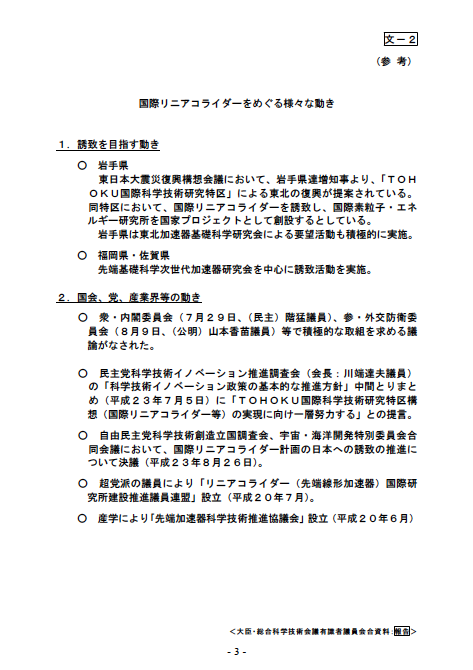 文－２
（参 考）
国際リニアコライダーをめぐる様々な動き
１．誘致を目指す動き
○ 岩手県
東日本大震災復興構想会議において、岩手県達増知事より、「ＴＯＨ
ＯＫＵ国際科学技術研究特区」による東北の復興が提案されている。
同特区において、国際リニアコライダーを誘致し、国際素粒子・エネ
ルギー研究所を国家プロジェクトとして創設するとしている。
岩手県は東北加速器基礎科学研究会による要望活動も積極的に実施。
○ 福岡県・佐賀県
先端基礎科学次世代加速器研究会を中心に誘致活動を実施。
２．国会、党、産業界等の動き
○ 衆・内閣委員会（７月２９日、（民主）階猛議員）、参・外交防衛委
員会（８月９日、（公明）山本香苗議員）等で積極的な取組を求める議
論がなされた。
○ 民主党科学技術イノベーション推進調査会（会長：川端達夫議員）
の「科学技術イノベーション政策の基本的な推進方針」中間とりまと
め（平成２３年７月５日）に「ＴＯＨＯＫＵ国際科学技術研究特区構
想（国際リニアコライダー等）の実現に向け一層努力する」との提言。
○ 自由民主党科学技術創造立国調査会、宇宙・海洋開発特別委員会合
同会議において、国際リニアコライダー計画の日本への誘致の推進に
ついて決議（平成２３年８月２６日）。
○ 超党派の議員により「リニアコライダー（先端線形加速器）国際研
究所建設推進議員連盟」設立（平成２０年７月）。
○ 産学により「先端加速器科学技術推進協議会」設立（平成２０年６月）
＜大臣・総合科学技術会議有識者議員会合資料：報告＞
- 3 -